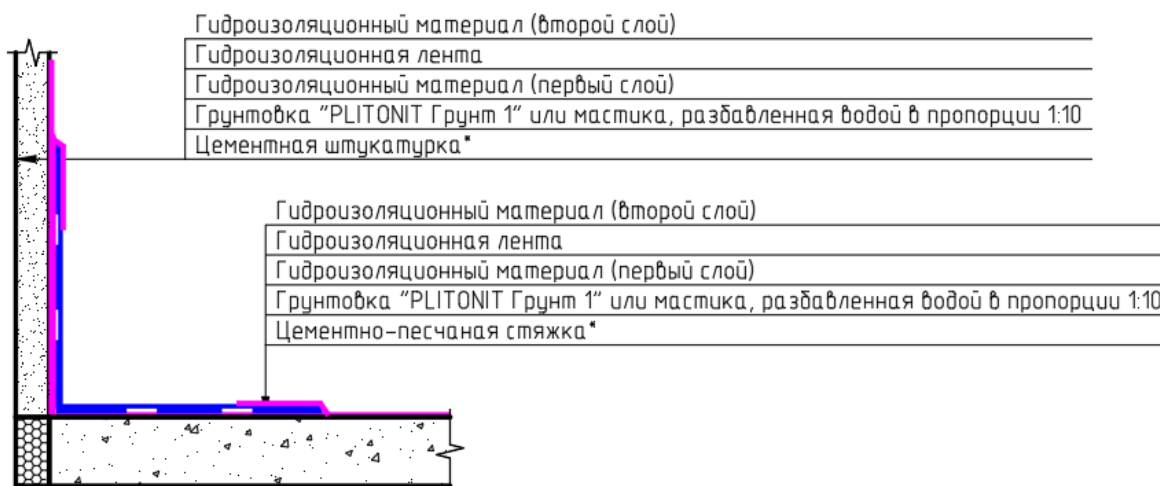 Гидроизоляционный материал (второй слой)
Гидроизоляционная лента
Гидроизоляционный материал (первый слой)
Грунтовка "PLITONIT Грунт 1" или мастика, разбавленная водой в пропорции 1:10
Цементная штукатурка*
Гидроизоляционный материал (второй слой)
Гидроизоляционная лента
Гидроизоляционный материал (первый слой)
Грунтовка "PLITONIT Грунт 1" или мастика, разбавленная водой в пропорции 1:10
Цементно-песчаная стяжка*